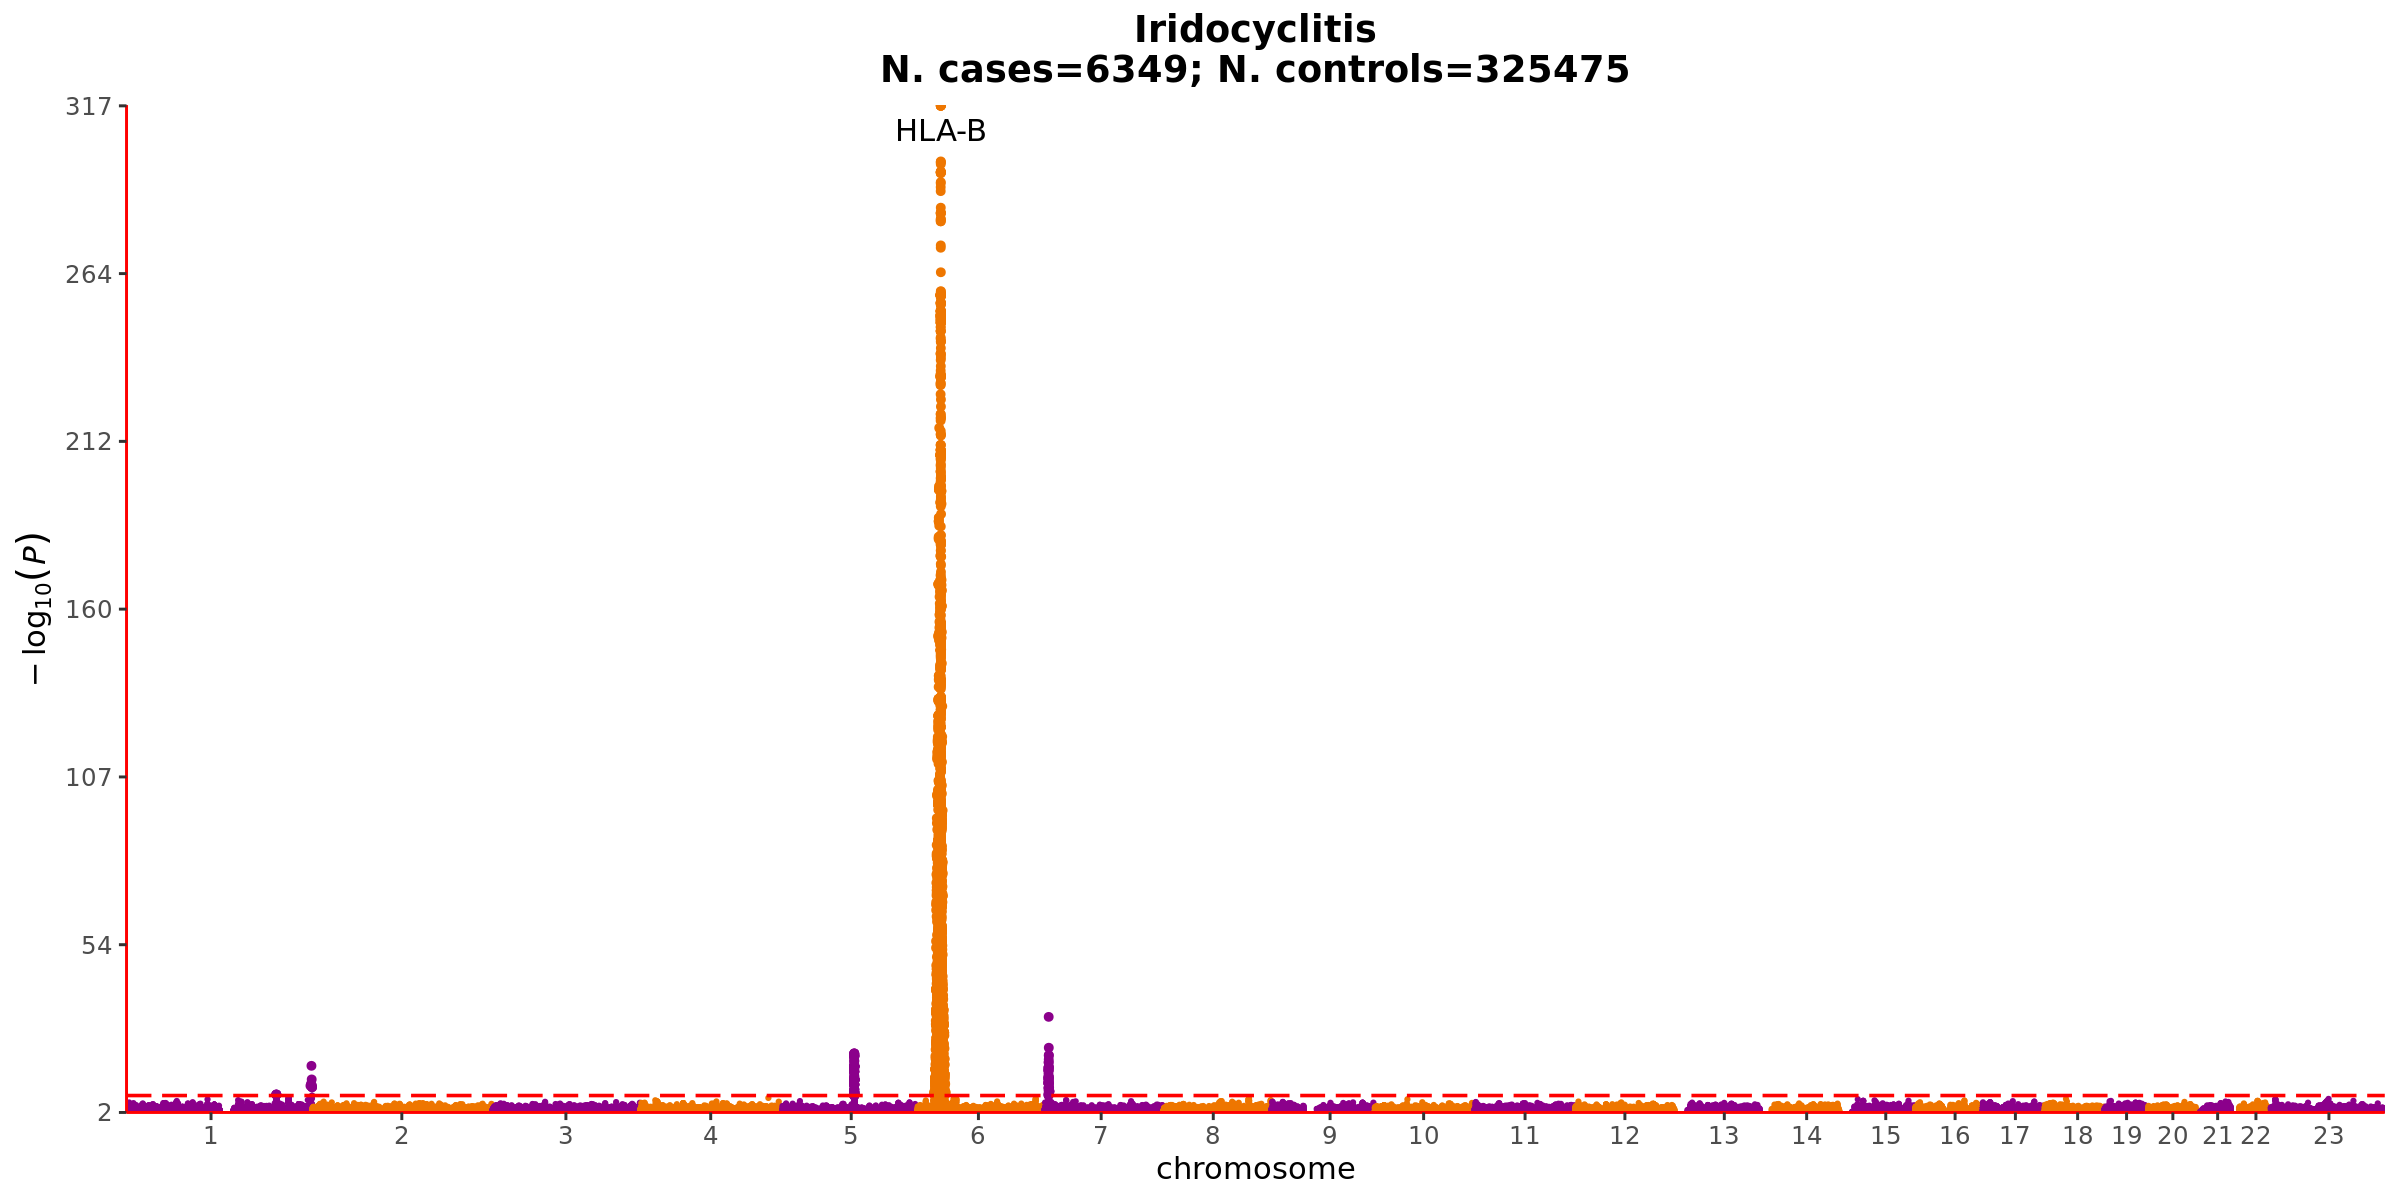 Iridocyclitis
N. cases=6349; N. controls=325475
317
HLA-B
264
212
160
107
54
2
−log10(P)
1 2 3 4 5 6 7 8 9 10 11 12 13 14 15 16 17 18 19 20 21 22 23
chromosome